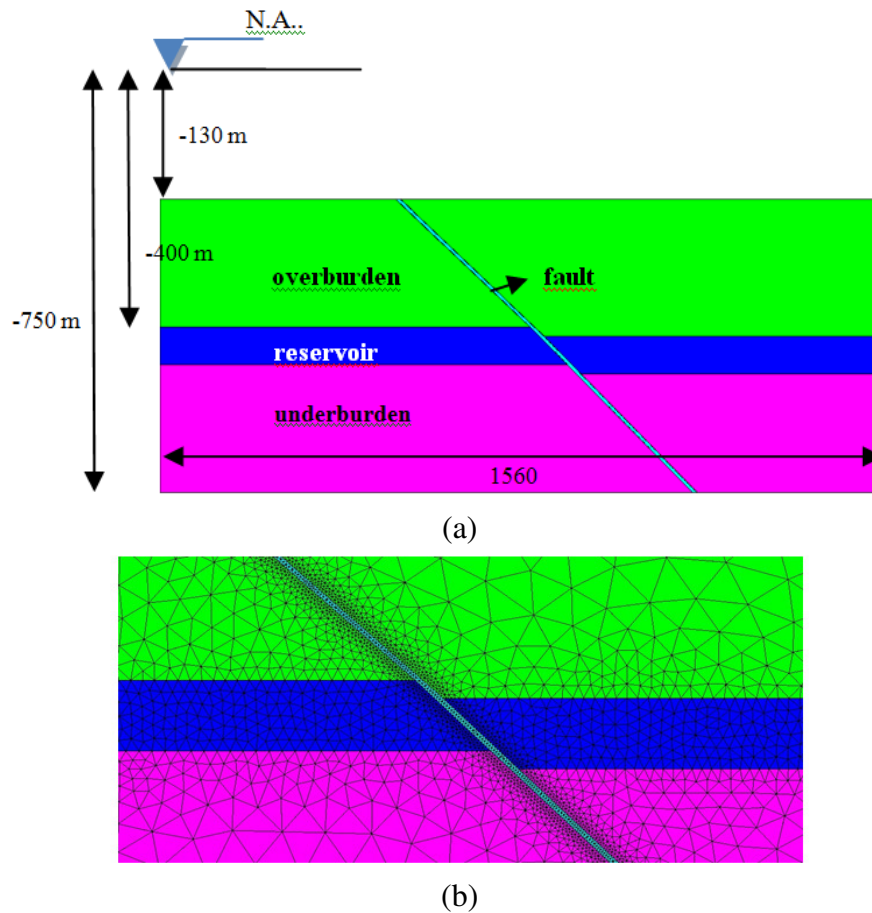 N.A..
-130 m
-400 m
overburden
fault
-750 m
reservoir
underburden
1560
(a)
(b)